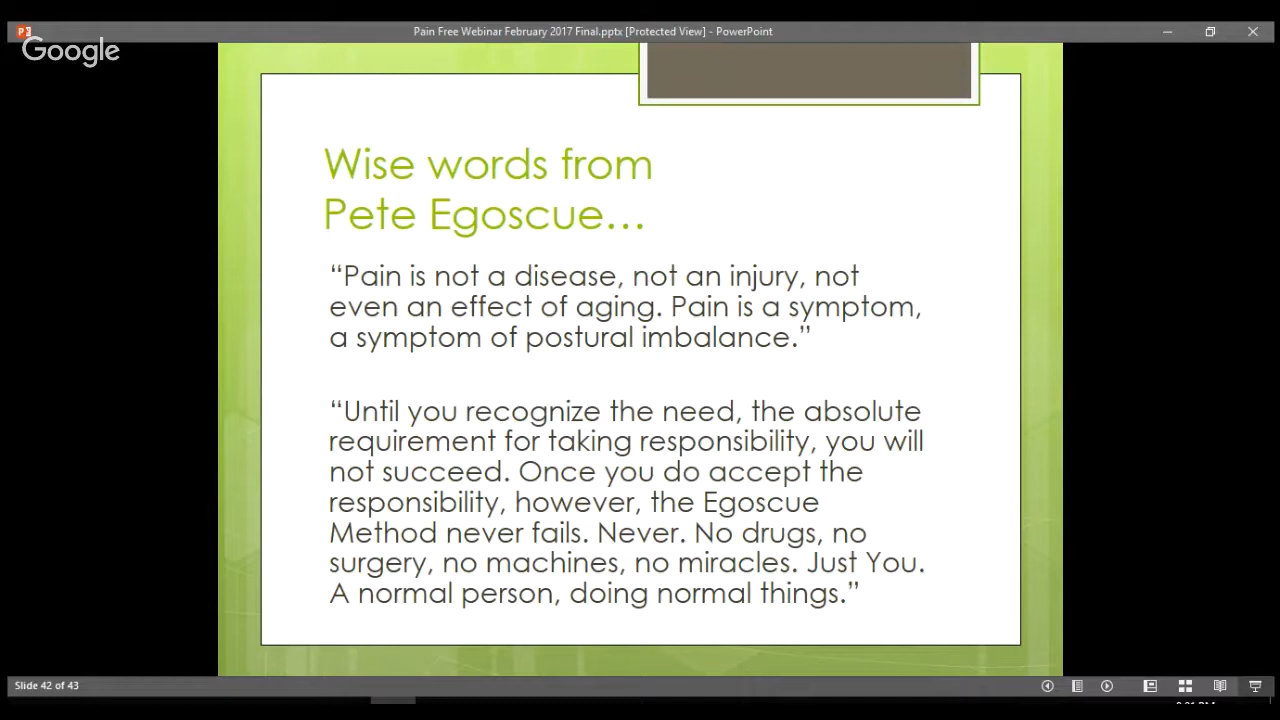 Pain Free Webinar February 2017 Final.pptx [Protected View] - PowerPoint
Google
Wise words from
Pete Egoscue…
“Pain is not a disease, not an injury, not
even an effect of aging. Pain is a symptom,
a symptom of postural imbalance.”
“Until you recognize the need, the absolute
requirement for taking responsibility, you will
not succeed. Once you do accept the
responsibility, however, the Egoscue
Method never fails. Never. No drugs, no
surgery, no machines, no miracles. Just You.
A normal person, doing normal things.”
Slide 42 of 43